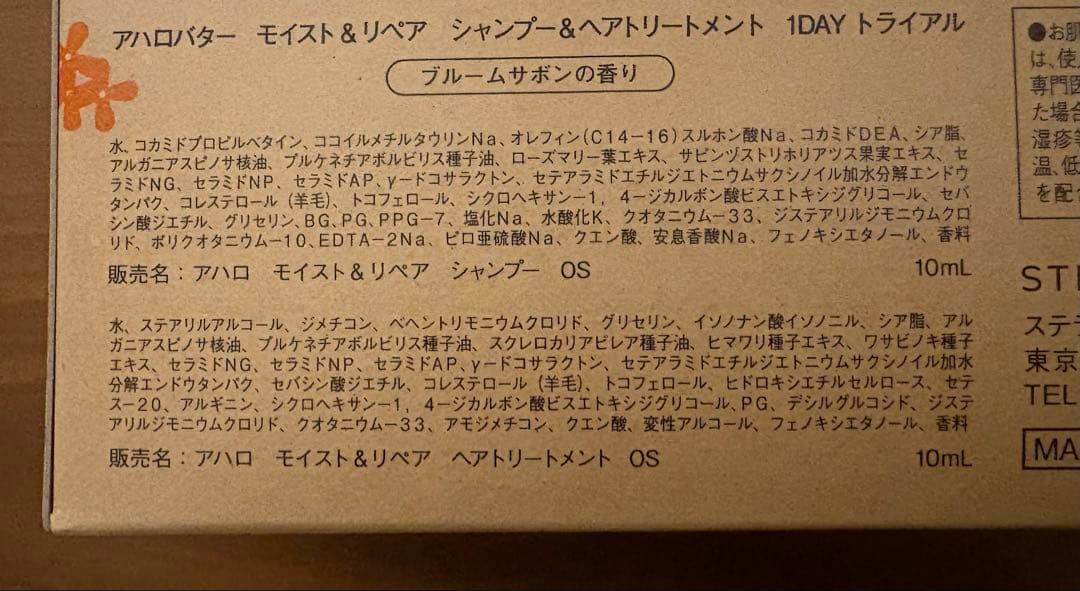 アハロバター モイスト＆リペア シャンプー＆ヘアトリートメント 1DAY トライアル
ブルームサボンの香り
水、コカミドプロピルベタイン、ココイルメチルタウリンNa、オレフィン(C14-16)スルホン酸Na、コカミドDEA、シア脂、
アルガニアスピノサ核油、プルケネチアボルビリス種子油、ローズマリー葉エキス、サピンヅストリホリアツス果実エキス、セ
ラミドNG、セラミドNP、セラミドAP、γ-ドコサラクトン、セテアラミドエチルジエトニウムサクシノイル加水分解エンドウ
タンパク、コレステロール（羊毛）、トコフェロール、シクロヘキサン-1, 4-ジカルボン酸ビスエトキシジグリコール、セバ
シン酸ジエチル、グリセリン、BG、PG、PPG-7、塩化Na、水酸化K、クオタニウム-33、ジステアリルジモニウムクロ
リド、ポリクオタニウム-10、EDTA-2Na、ピロ亜硫酸Na、クエン酸、安息香酸Na、フェノキシエタノール、香料
販売名：アハロ モイスト＆リペア シャンプー OS 10mL
水、ステアリルアルコール、ジメチコン、ベヘントリモニウムクロリド、グリセリン、イソノナン酸イソノニル、シア脂、アル
ガニアスピノサ核油、プルケネチアボルビリス種子油、スクレロカリアビレア種子油、ヒマワリ種子エキス、ワサビノキ種子
エキス、セラミドNG、セラミドNP、セラミドAP、γ-ドコサラクトン、セテアラミドエチルジエトニウムサクシノイル加水
分解エンドウタンパク、セバシン酸ジエチル、コレステロール（羊毛）、トコフェロール、ヒドロキシエチルセルロース、セテ
ス-20、アルギニン、シクロヘキサン-1, 4-ジカルボン酸ビスエトキシジグリコール、PG、デシルグルコシド、ジステ
アリルジモニウムクロリド、クオタニウム-33、アモジメチコン、クエン酸、変性アルコール、フェノキシエタノール、香料
販売名：アハロ モイスト＆リペア ヘアトリートメント OS 10mL
●お肌
は、使
専門医
た場合
湿疹等
温、低
を配
ST
ステラ
東京
TEL
MA